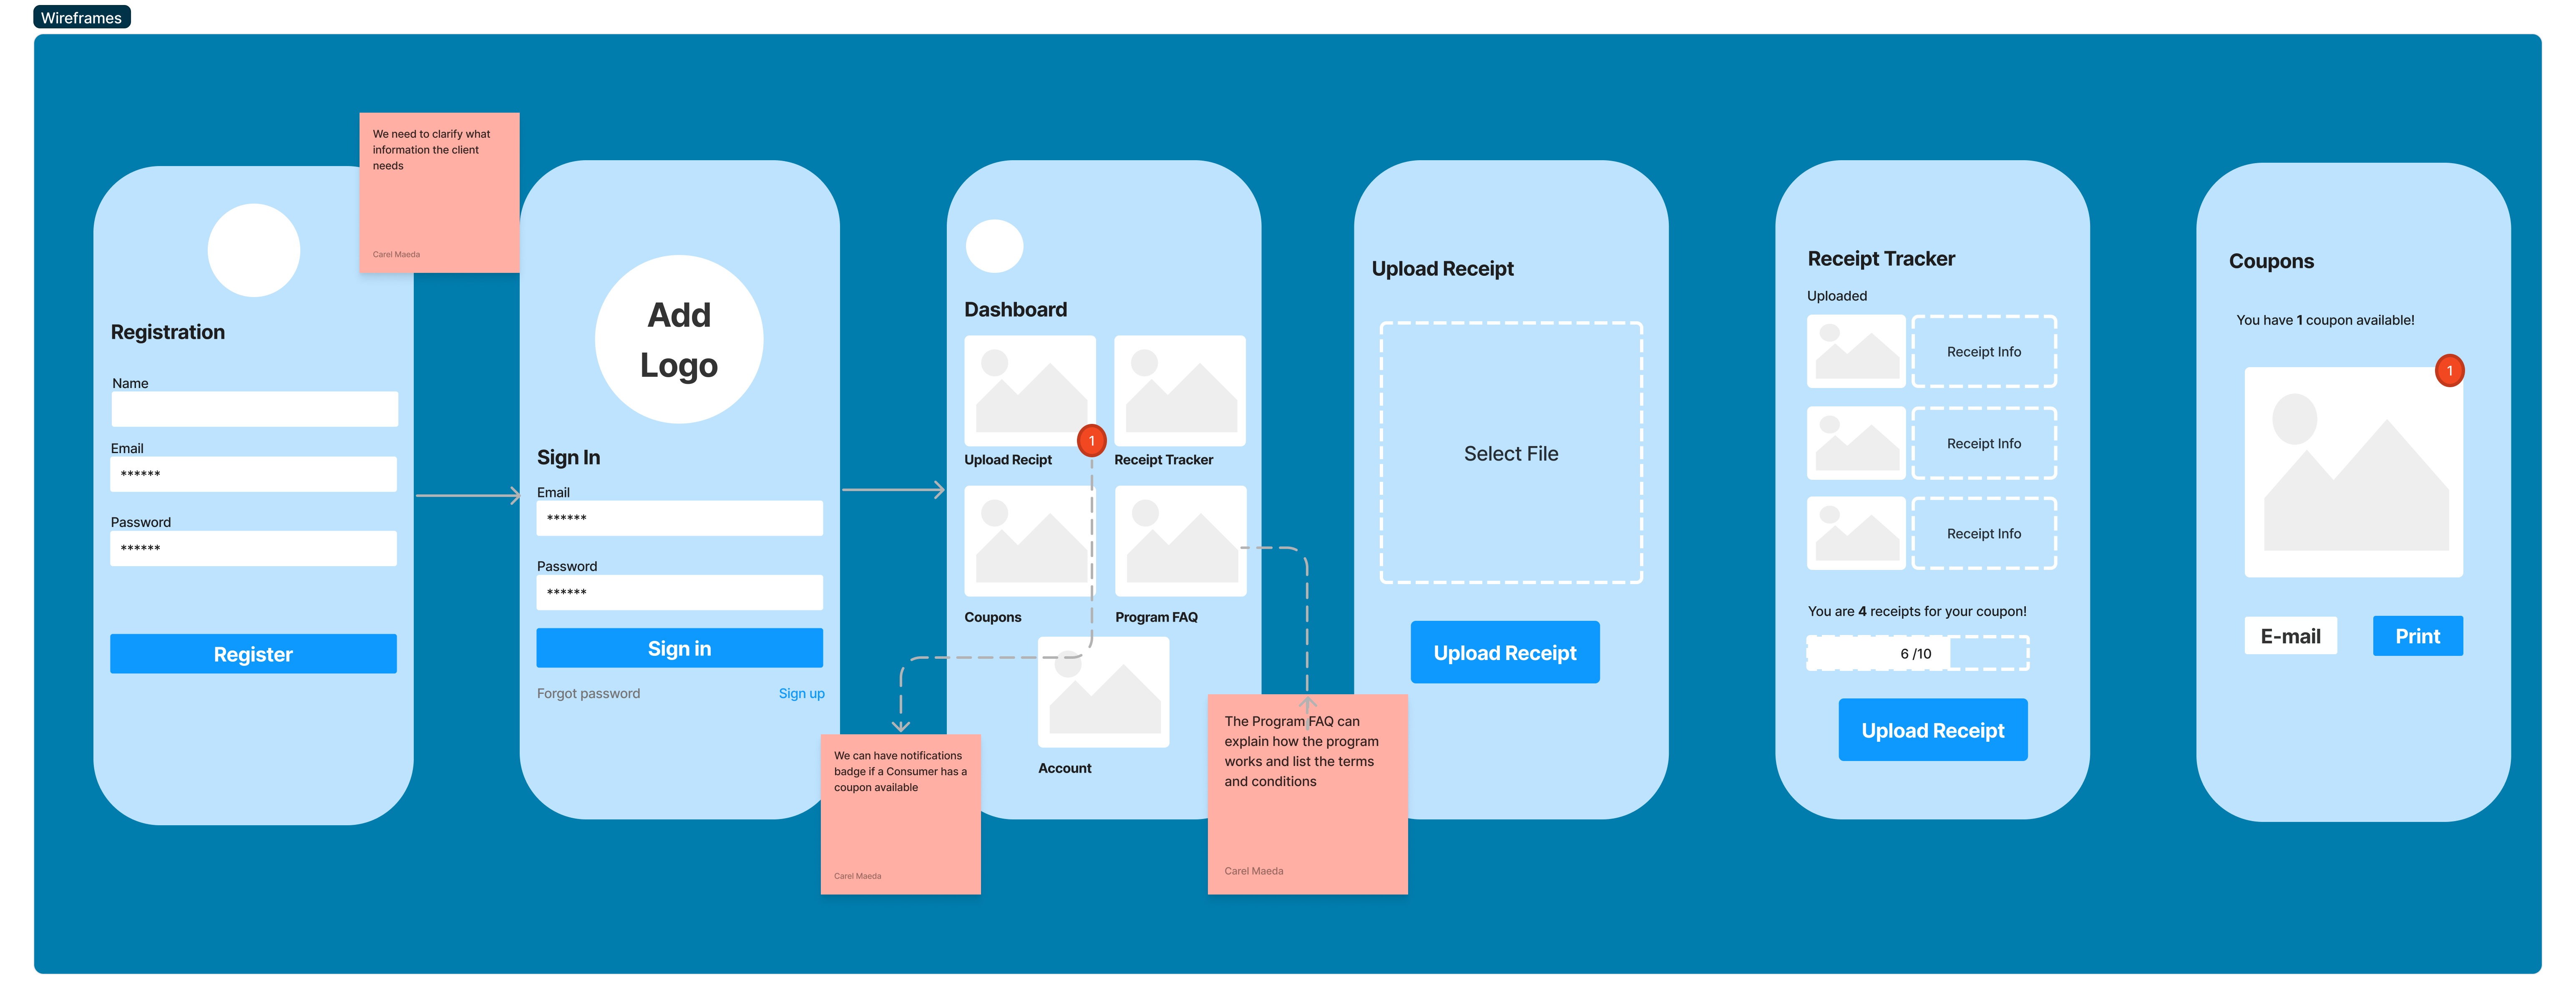 Wireframes
We need to clarify what
information the client
needs
Carel Maeda
Registration
Name
Email
******
Password
******
Register
Add
Logo
Sign In
Email
******
Password
******
Sign in
Forgot password
Sign up
Dashboard
1
Upload Recipt
Receipt Tracker
Coupons
Program FAQ
Account
We can have notifications
badge if a Consumer has a
coupon available
Carel Maeda
The Program FAQ can
explain how the program
works and list the terms
and conditions
Carel Maeda
Upload Receipt
Select File
Upload Receipt
Receipt Tracker
Uploaded
Receipt Info
Receipt Info
Receipt Info
You are 4 receipts for your coupon!
6 /10
Upload Receipt
Coupons
You have 1 coupon available!
1
E-mail
Print